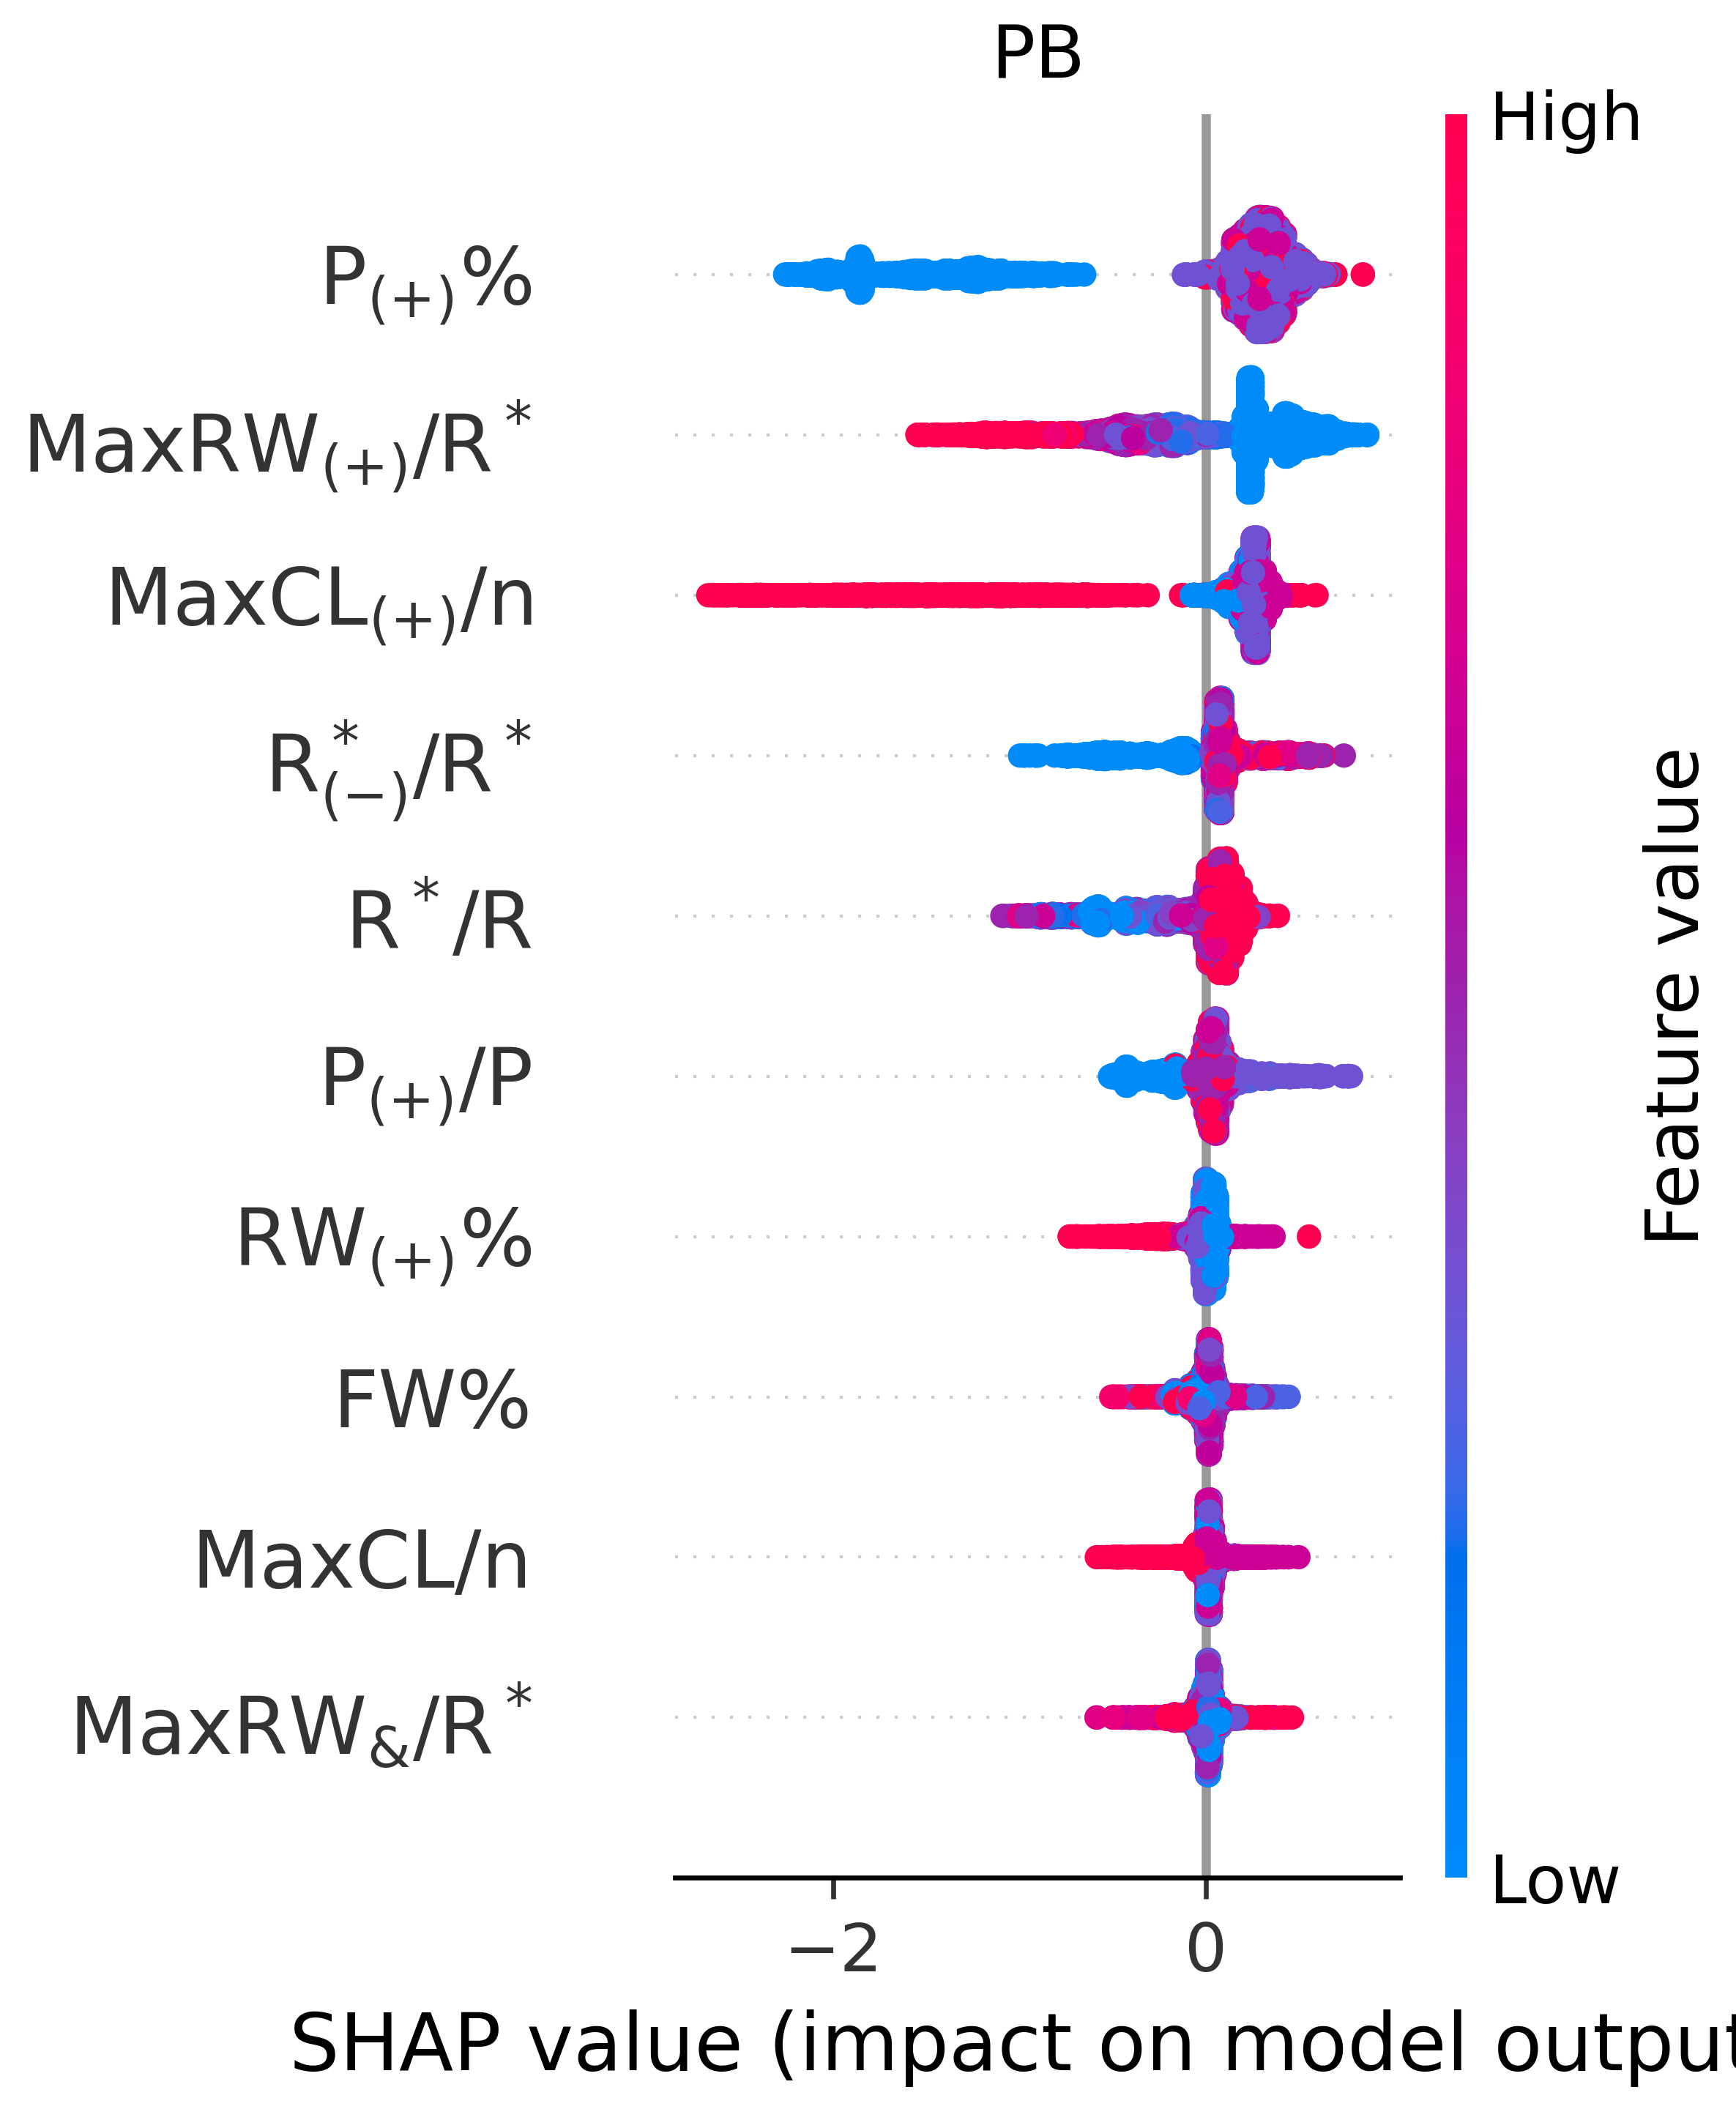 PB
High
P₍₊₎%
MaxRW₍₊₎/R*
MaxCL₍₊₎/n
R*₍₋₎/R*
R*/R
P₍₊₎/P
RW₍₊₎%
FW%
MaxCL/n
MaxRW&/R*
Feature value
Low
−2 0
SHAP value (impact on model output